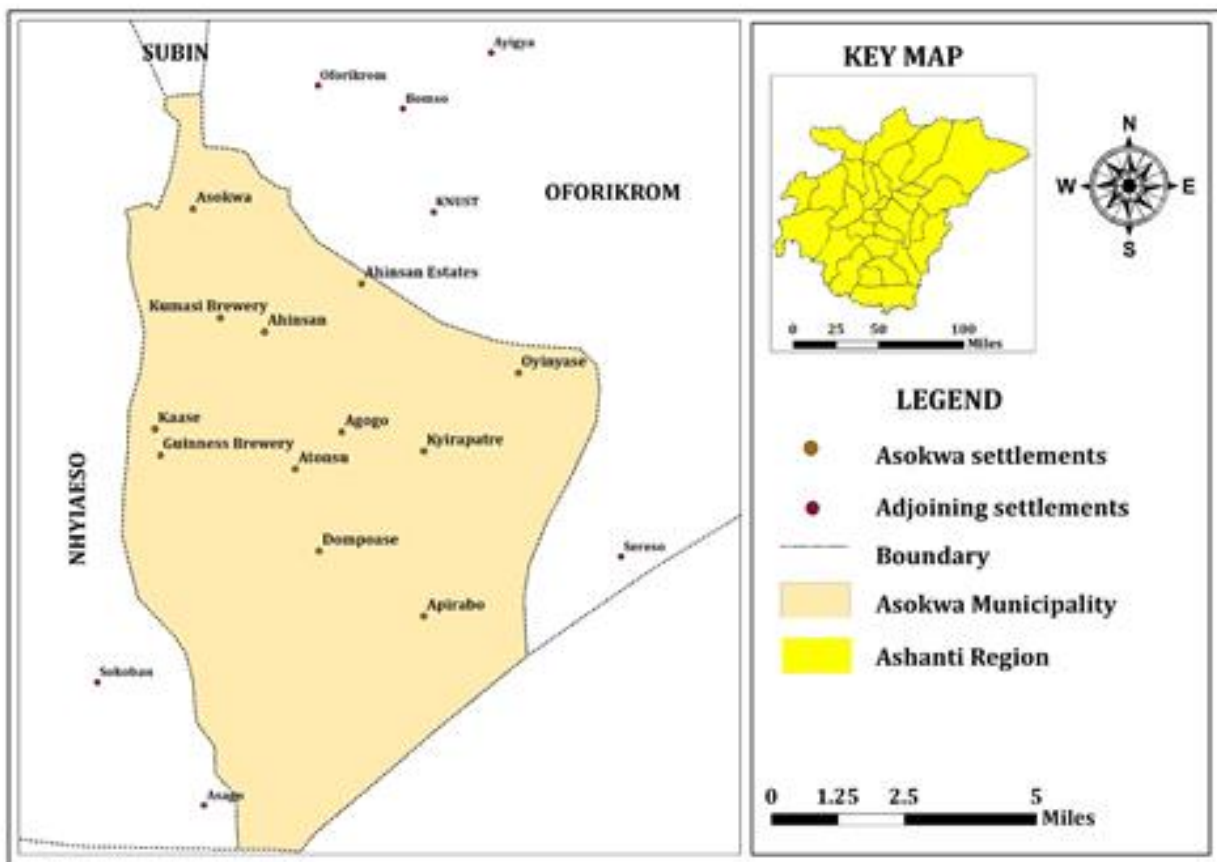 SUBIN
Ayigya
Oforikrom
Bomso
OFORIKROM
Asokwa
KNUST
Ahinsan Estates
Kumasi Brewery
Ahinsan
Oyinyase
Kaase
Agogo
Guinness Brewery
Kyirapatre
Atonsu
NHYIAESO
Dompoase
Apirabo
Sokoban
Asago
KEY MAP
N
W
E
S
0 25 50 100
Miles
LEGEND
Asokwa settlements
Adjoining settlements
Boundary
Asokwa Municipality
Ashanti Region
0 1.25 2.5 5
Miles